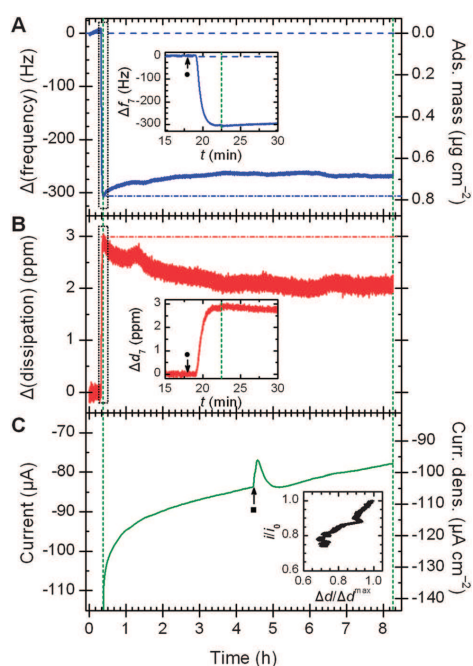 A
Δ(frequency) (Hz)
0
-100
-200
-300
0.0
0.2
0.4
0.6
0.8
Ads. mass (μg cm⁻²)
Δf₇ (Hz)
0
-100
-200
-300
15 20 25 30
t (min)
B
Δ(dissipation) (ppm)
3
2
1
0
Δd₇ (ppm)
3
2
1
0
15 20 25 30
t (min)
C
Current (μA)
-70
-80
-90
-100
-110
-90
-100
-110
-120
-130
-140
Curr. dens. (μA cm⁻²)
i/i₀
1.0
0.8
0.6
0.8 1.0
Δd/Δdᵐᵃˣ
0 1 2 3 4 5 6 7 8
Time (h)